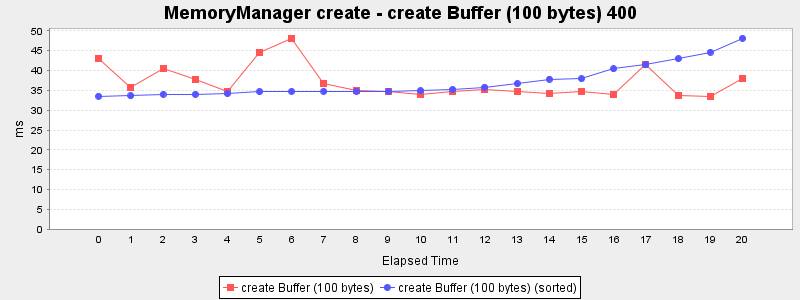 MemoryManager create - create Buffer (100 bytes) 400
50
45
40
35
30
25
20
15
10
5
0
ms
0 1 2 3 4 5 6 7 8 9 10 11 12 13 14 15 16 17 18 19 20
Elapsed Time
create Buffer (100 bytes) create Buffer (100 bytes) (sorted)